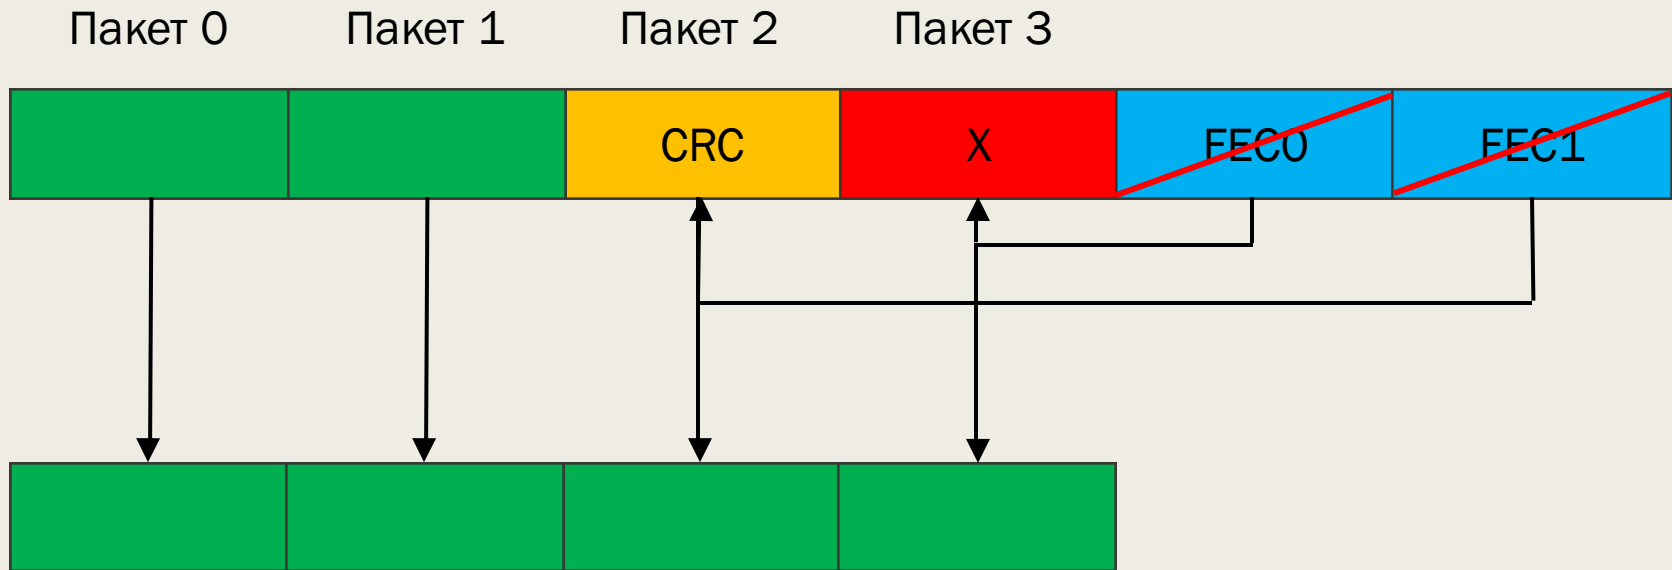 Пакет 0 Пакет 1 Пакет 2 Пакет 3
CRC X FEC0 FEC1